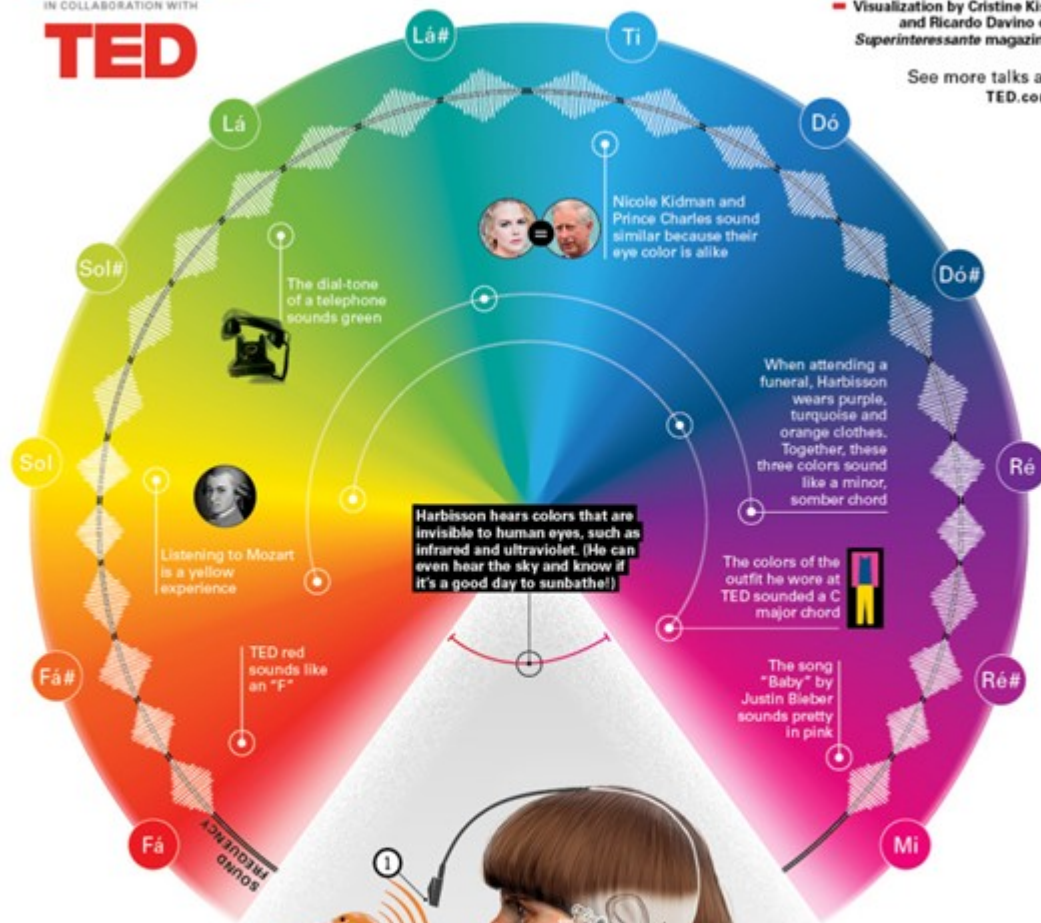 IN COLLABORATION WITH
TED
Visualization by Cristine
and Ricardo Davino
Superinteressante
See more talks
Lá#
Ti
Lá
Dó
Sol#
Dó#
Sol
Ré
Fá#
Ré#
Fá
Mi
Nicole Kidman and
Prince Charles sound
similar because their
eye color is alike
=
The dial-tone
of a telephone
sounds green
When attending a
funeral, Harbisson
wears purple,
turquoise and
orange clothes.
Together, these
three colors sound
like a minor,
somber chord
Harbisson hears colors that are
invisible to human eyes, such as
infrared and ultraviolet. (He can
even hear the sky and know if
it's a good day to sunbathe!)
Listening to Mozart
is a yellow
experience
The colors of the
outfit he wore at
TED sounded a C
major chord
TED red
sounds like
an "F"
The song
"Baby" by
Justin Bieber
sounds pretty
in pink
SOUND
FREQUENCY
1